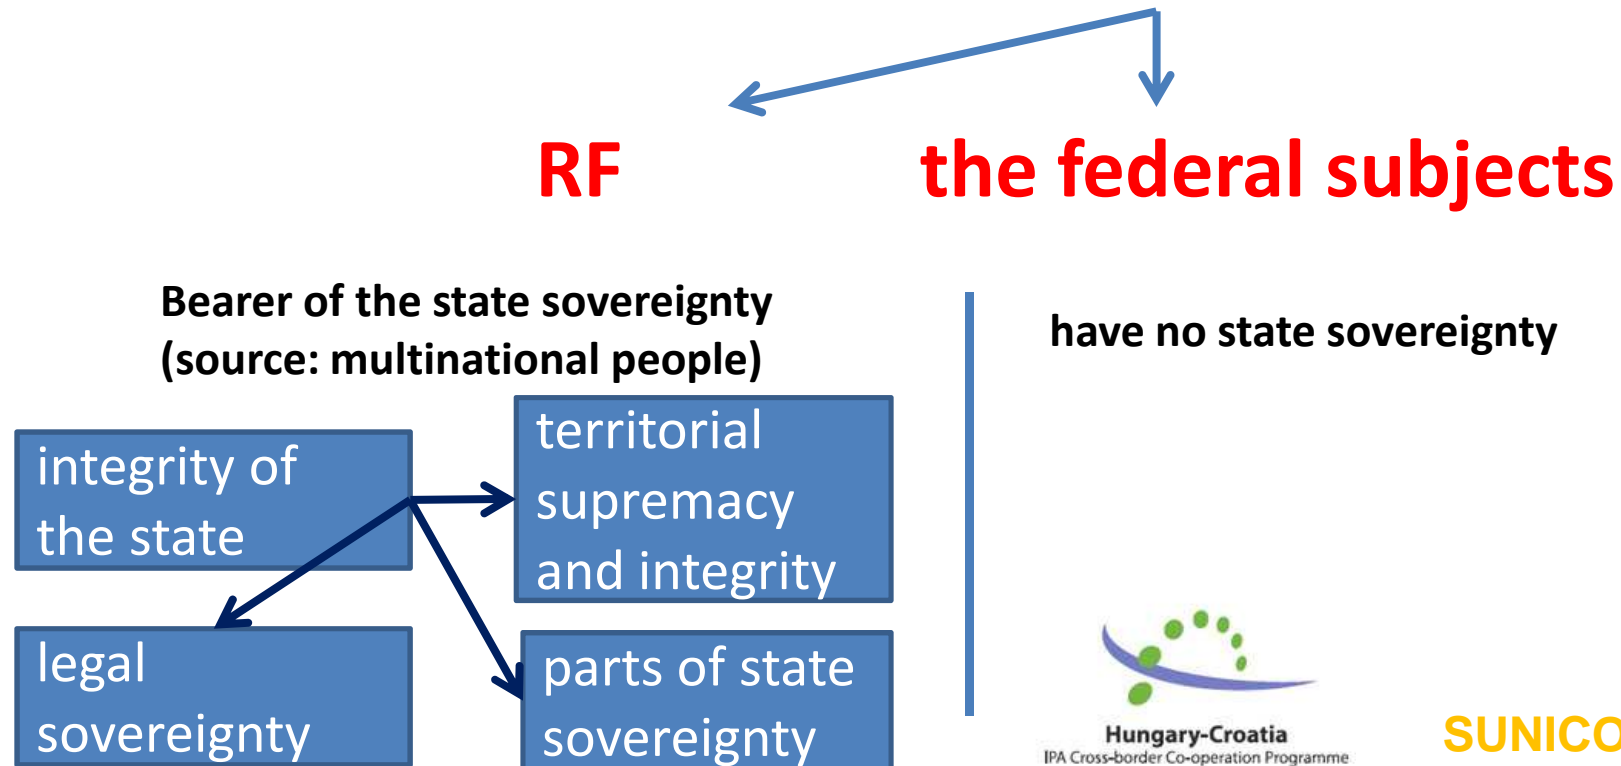 RF
the federal subjects
Bearer of the state sovereignty
(source: multinational people)
have no state sovereignty
integrity of
the state
territorial
supremacy
and integrity
legal
sovereignty
parts of state
sovereignty
Hungary-Croatia
IPA Cross-border Co-operation Programme
SUNICO